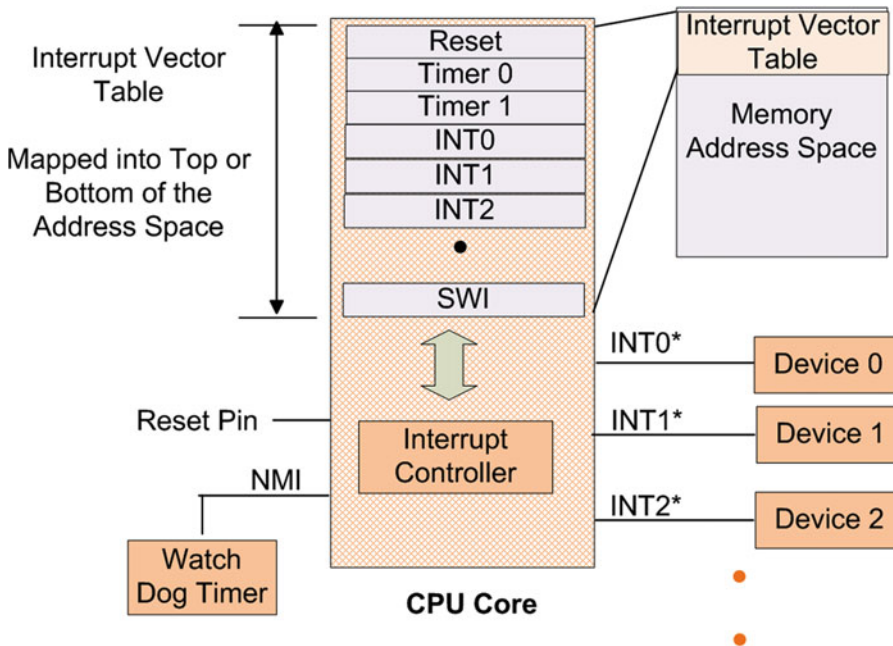 Interrupt Vector
Table
Mapped into Top or
Bottom of the
Address Space
Reset
Timer 0
Timer 1
INT0
INT1
INT2
SWI
Interrupt Vector
Table
Memory
Address Space
Reset Pin
NMI
Watch
Dog Timer
Interrupt
Controller
CPU Core
INT0*
Device 0
INT1*
Device 1
INT2*
Device 2